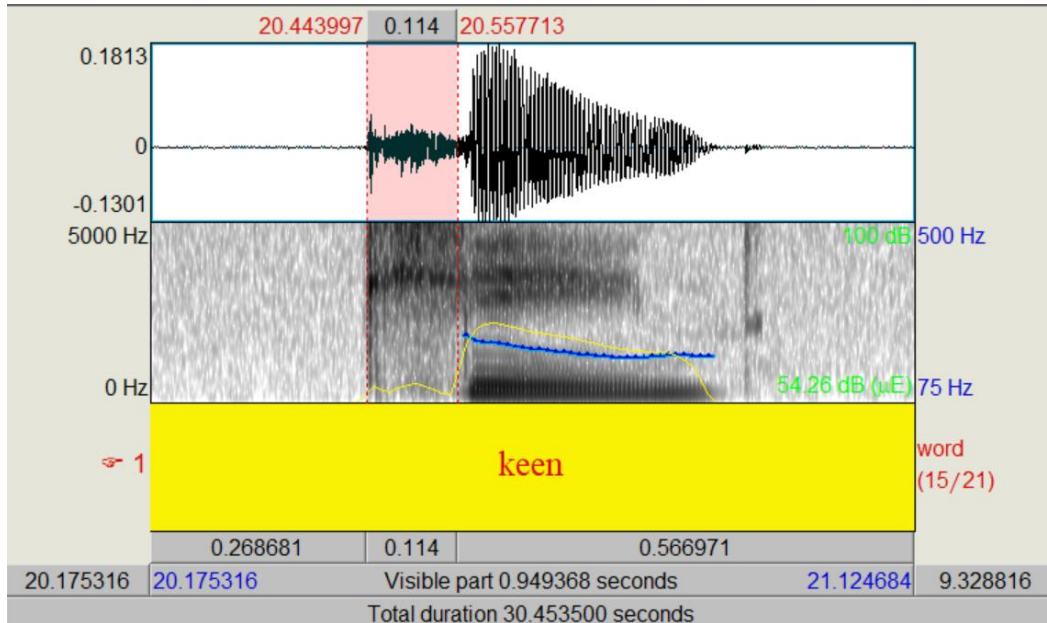 20.443997 0.114 20.557713
0.1813
0
-0.1301
5000 Hz 100 dB 500 Hz
0 Hz 54.26 dB (µE) 75 Hz
☞ 1 keen word
(15/21)
0.268681 0.114 0.566971
20.175316 20.175316 Visible part 0.949368 seconds 21.124684 9.328816
Total duration 30.453500 seconds